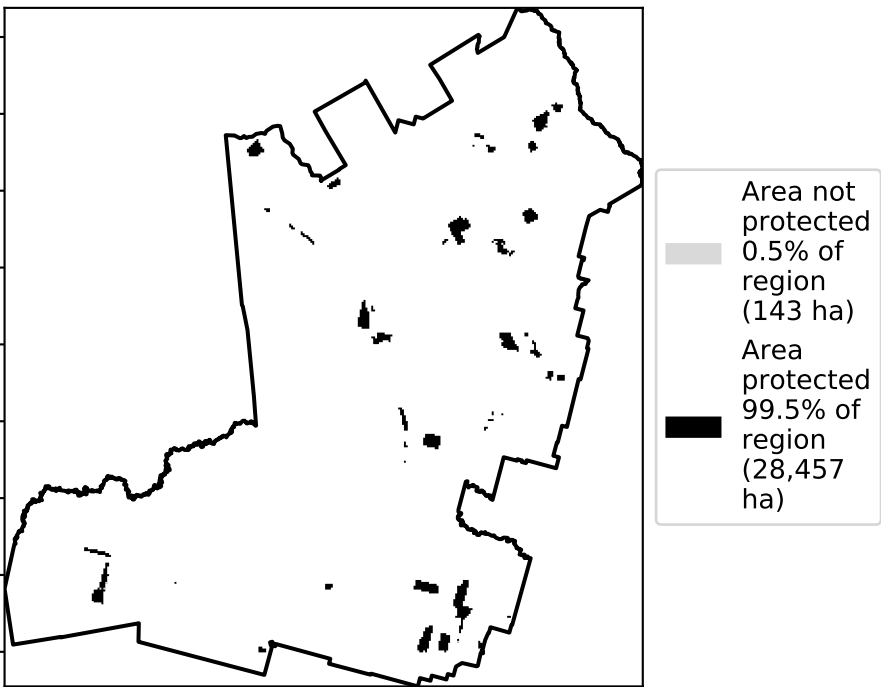 Area not
protected
0.5% of
region
(143 ha)
Area
protected
99.5% of
region
(28,457
ha)